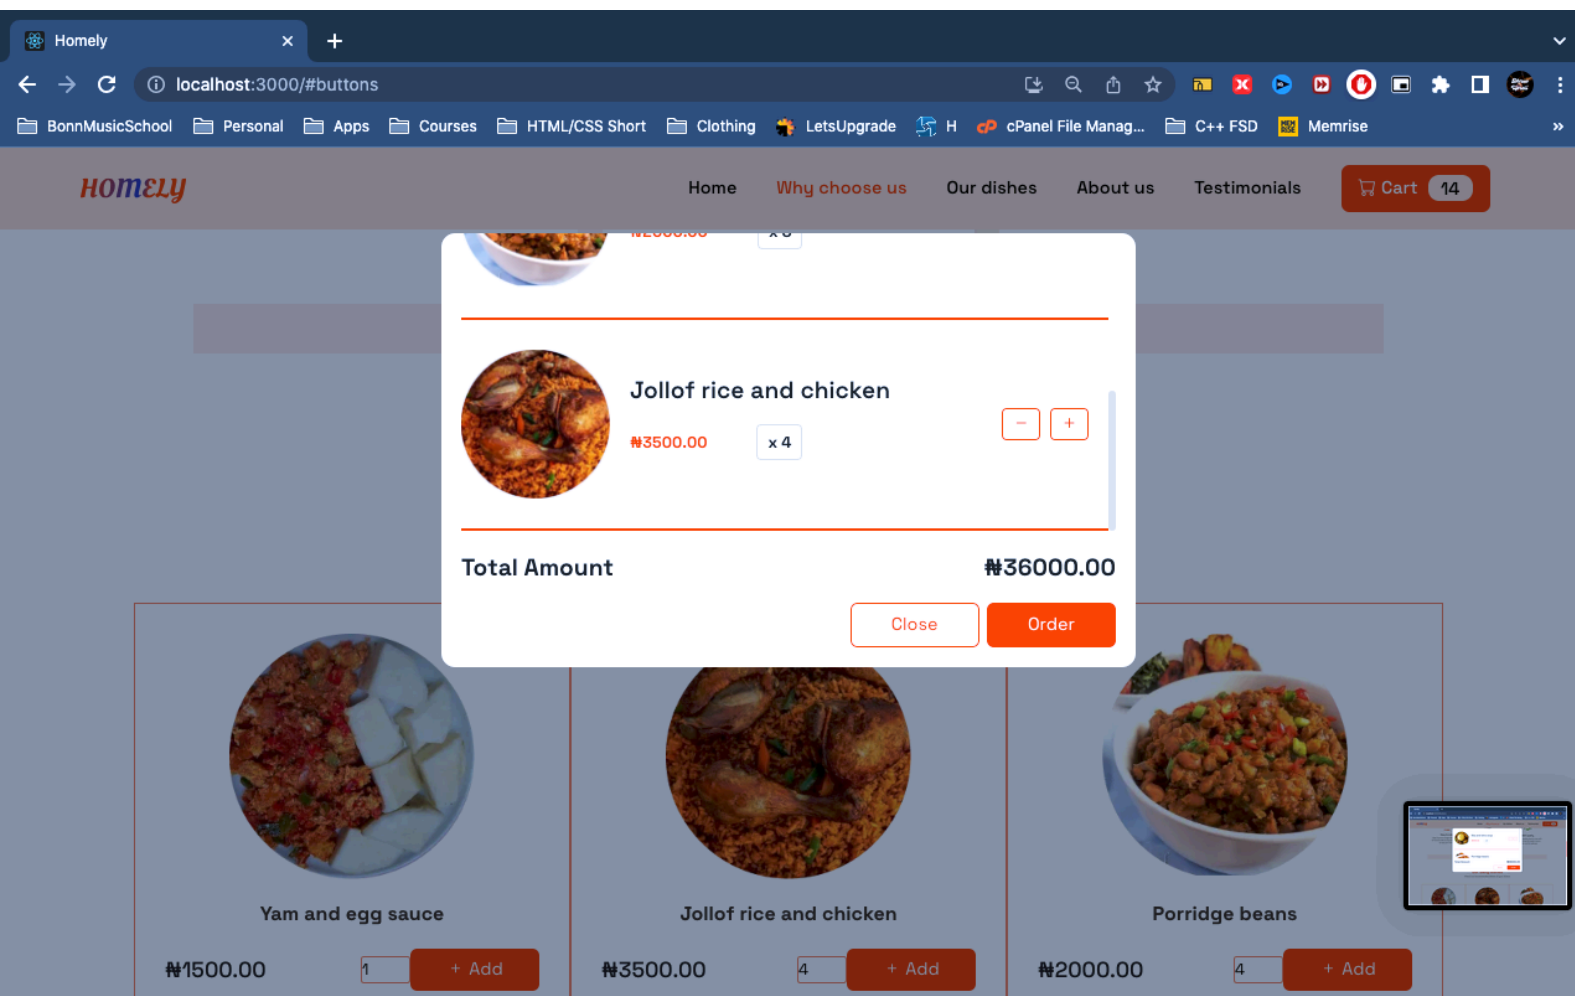 Homely
localhost:3000/#buttons
BonnMusicSchool Personal Apps Courses HTML/CSS Short Clothing LetsUpgrade H cPanel File Manag... C++ FSD Memrise »
HOMELY Home Why choose us Our dishes About us Testimonials Cart 14
Jollof rice and chicken
₦3500.00 x 4
Total Amount ₦36000.00
Close Order
Yam and egg sauce Jollof rice and chicken Porridge beans
₦1500.00 1 + Add ₦3500.00 4 + Add ₦2000.00 4 + Add